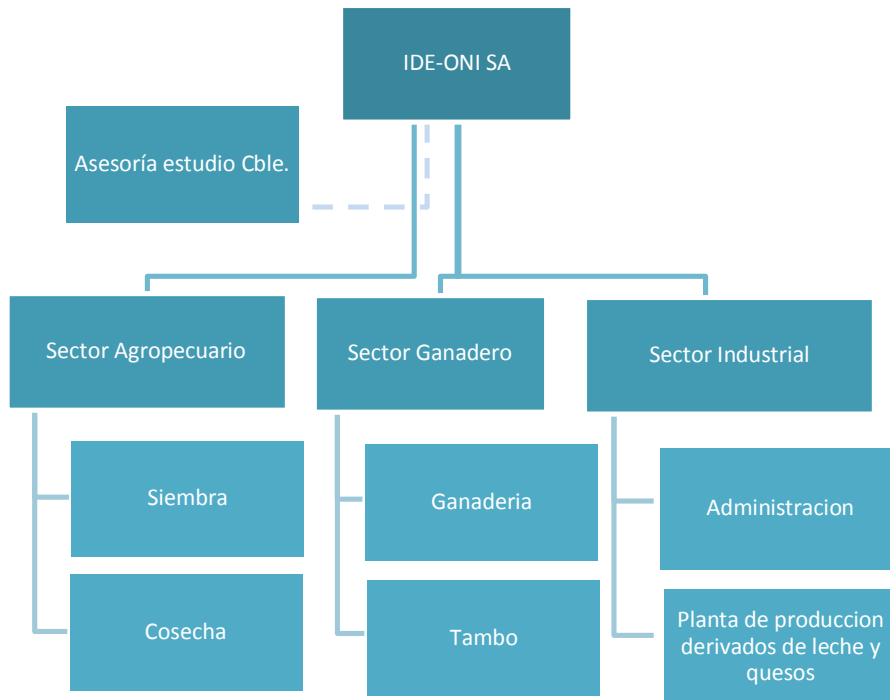 IDE-ONI SA
Asesoría estudio Cble.
Sector Agropecuario
Sector Ganadero
Sector Industrial
Siembra
Ganaderia
Administracion
Cosecha
Tambo
Planta de produccion
derivados de leche y
quesos